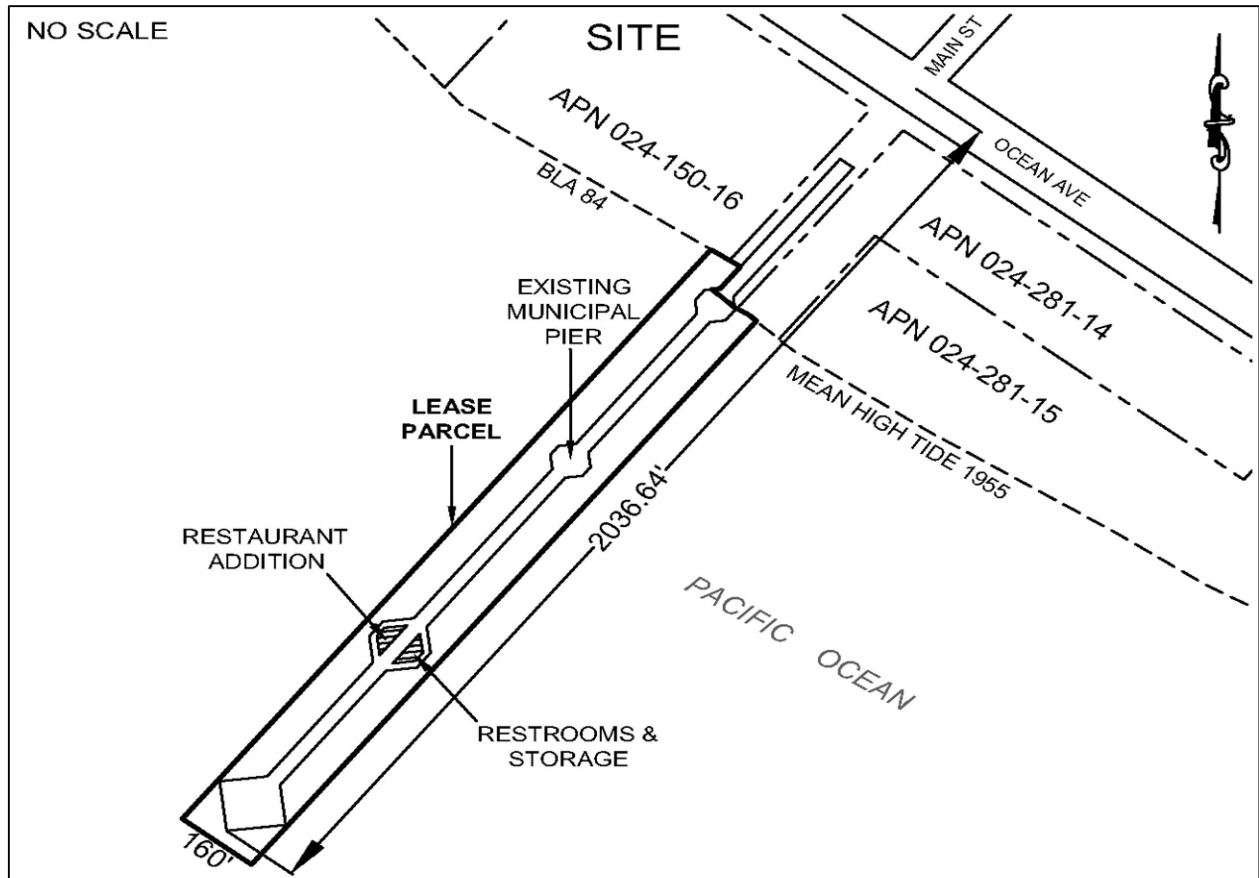 NO SCALE
SITE
MAIN ST
OCEAN AVE
APN 024-150-16
BLA 84
APN 024-281-14
APN 024-281-15
EXISTING
MUNICIPAL
PIER
MEAN HIGH TIDE 1955
LEASE
PARCEL
2036.64'
RESTAURANT
ADDITION
PACIFIC OCEAN
RESTROOMS &
STORAGE
160'